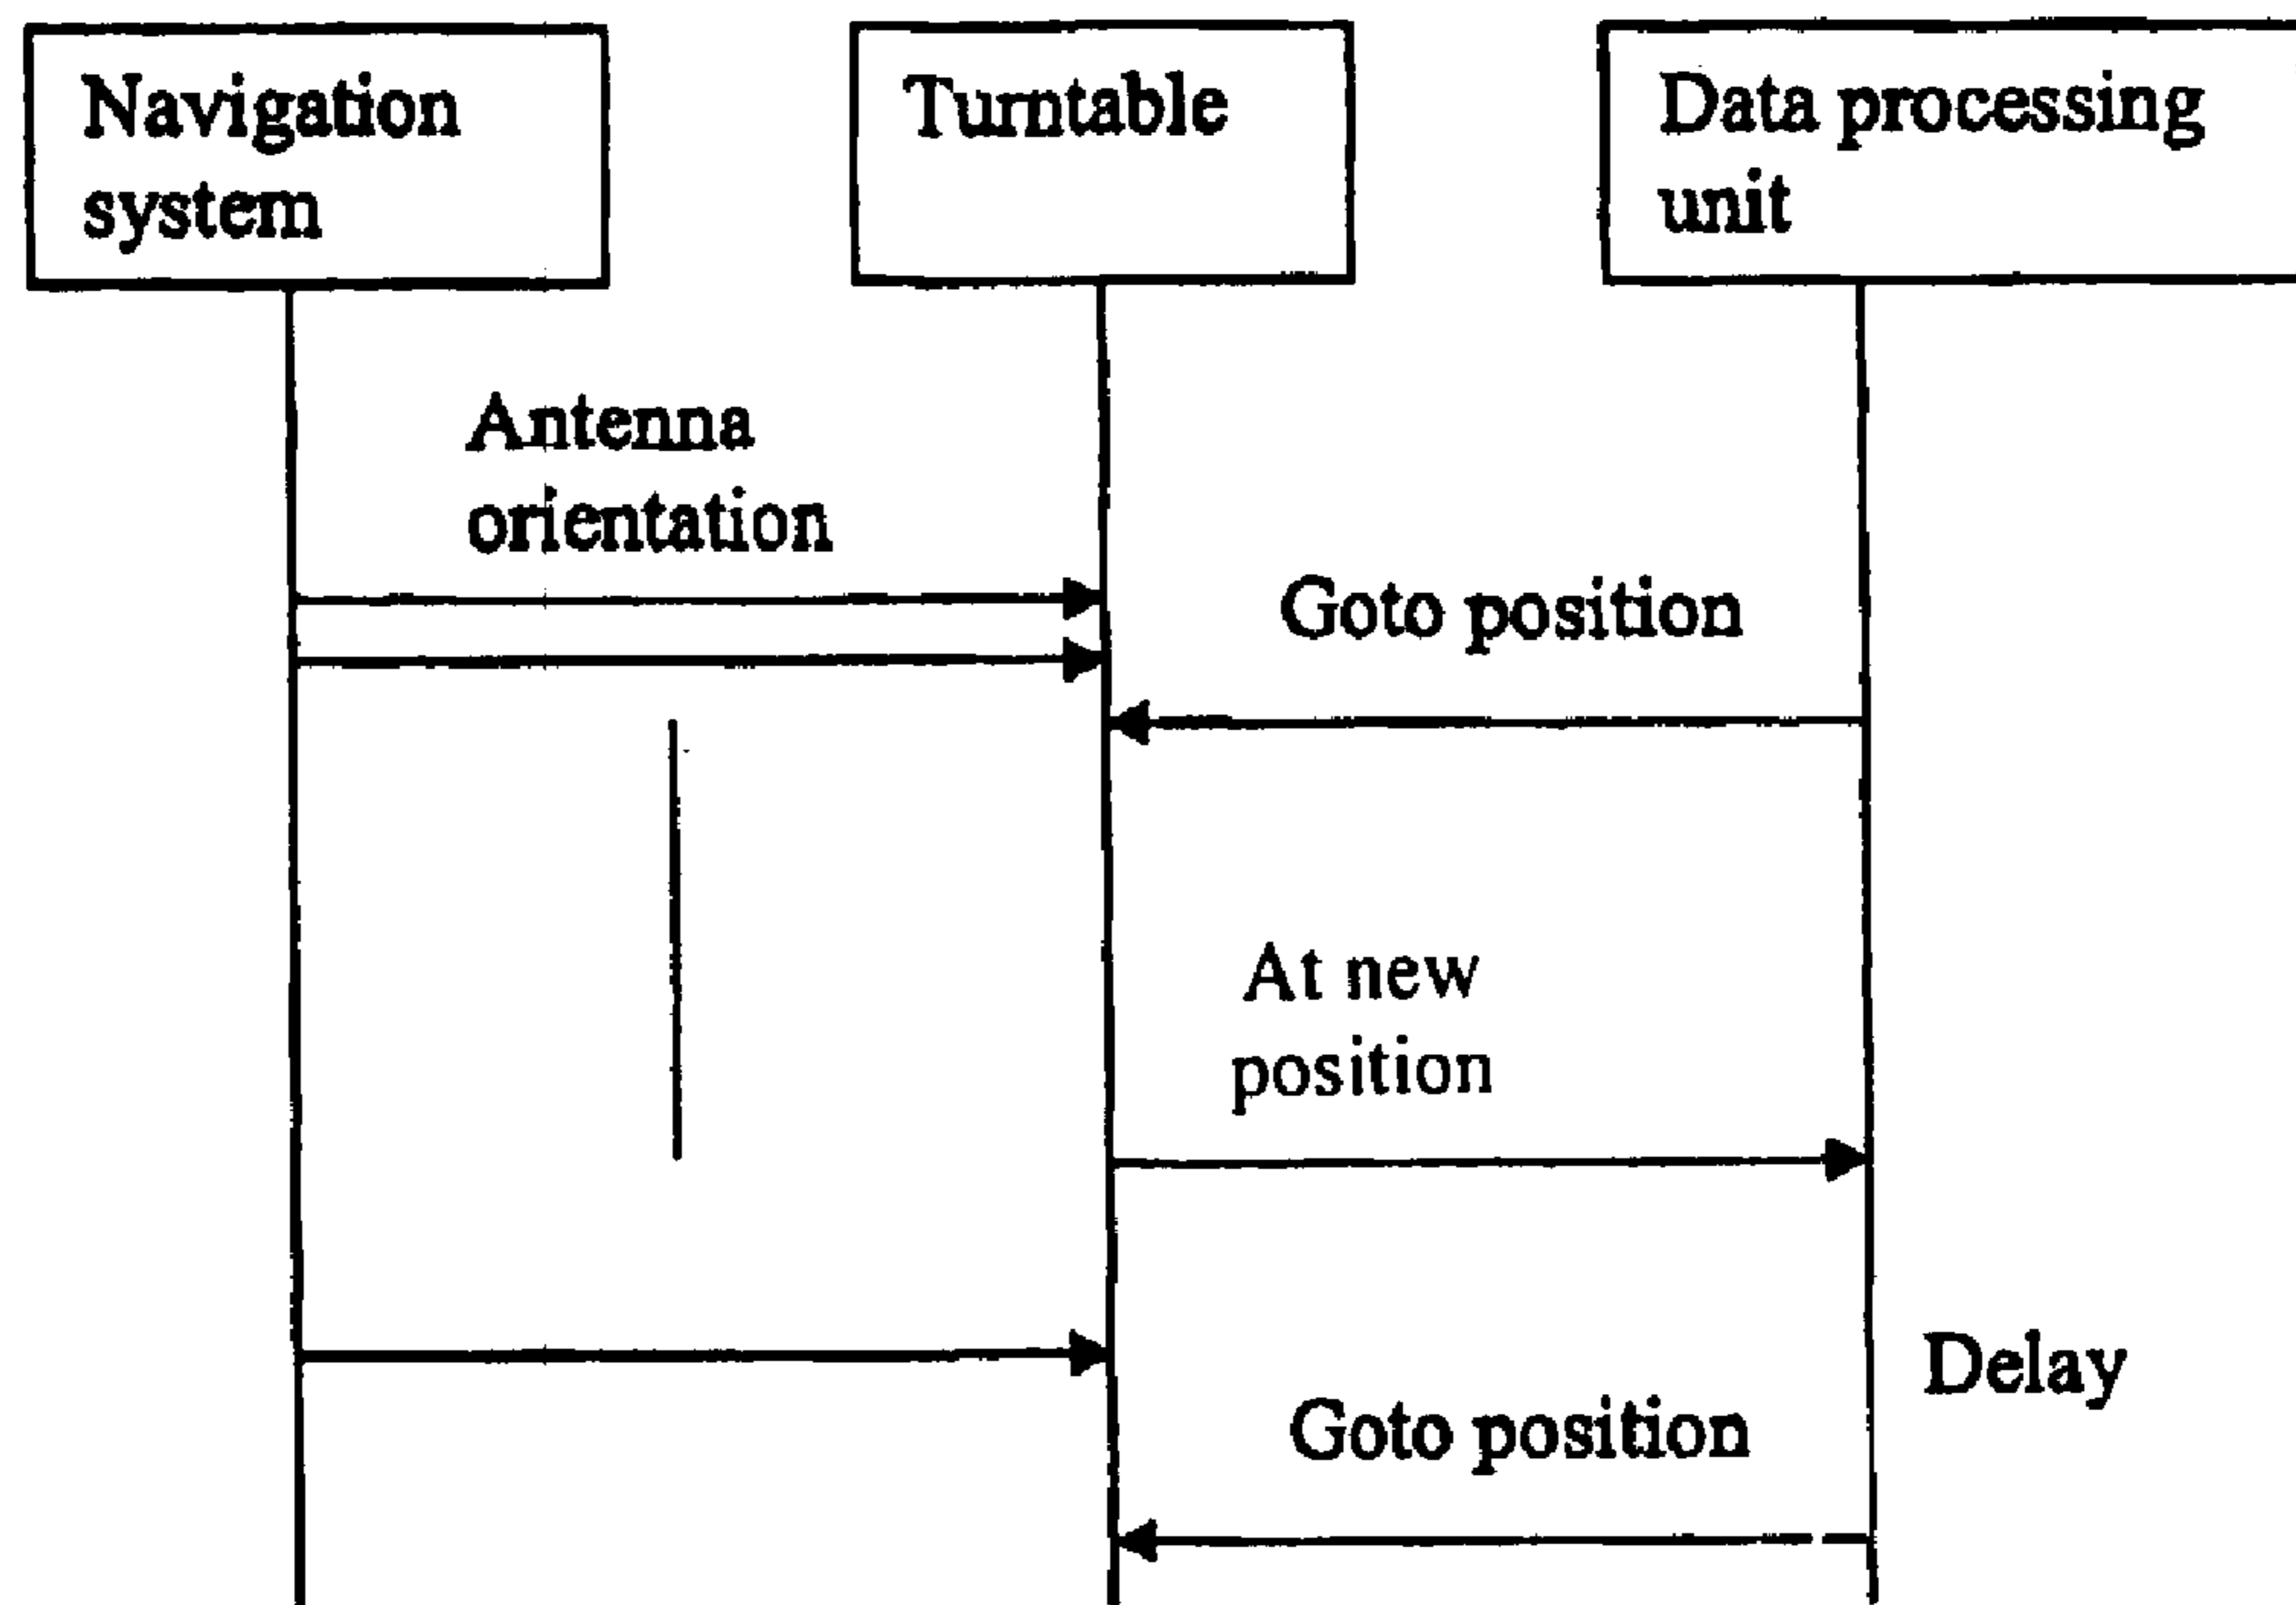 Navigation
system
Turntable
Data processing
unit
Antenna
orientation
Goto position
At new
position
Delay
Goto position